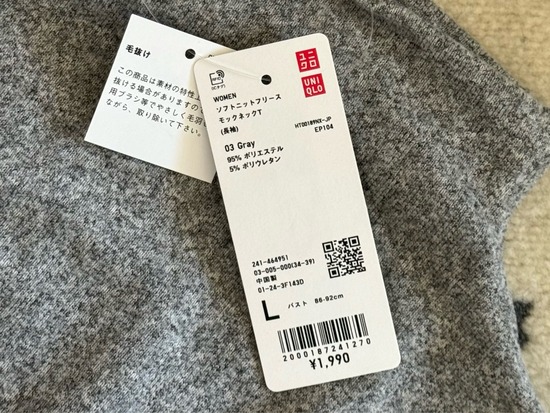 毛抜け
この商品は素材の特性上
抜ける場合がありますの
用ブラシ等でやさしく毛羽
ながら、取り除いて下さい。
ユニ
クロ
UNI
QLO
WOMEN
ソフトニットフリース
モックネックT
(長袖)
HT00189NX-JP
EP104
03 Gray
95% ポリエステル
5% ポリウレタン
241-464951
03-005-000(34-39)
中国製
01-24-3F143D
L バスト 86-92cm
2000187241270
¥1,990